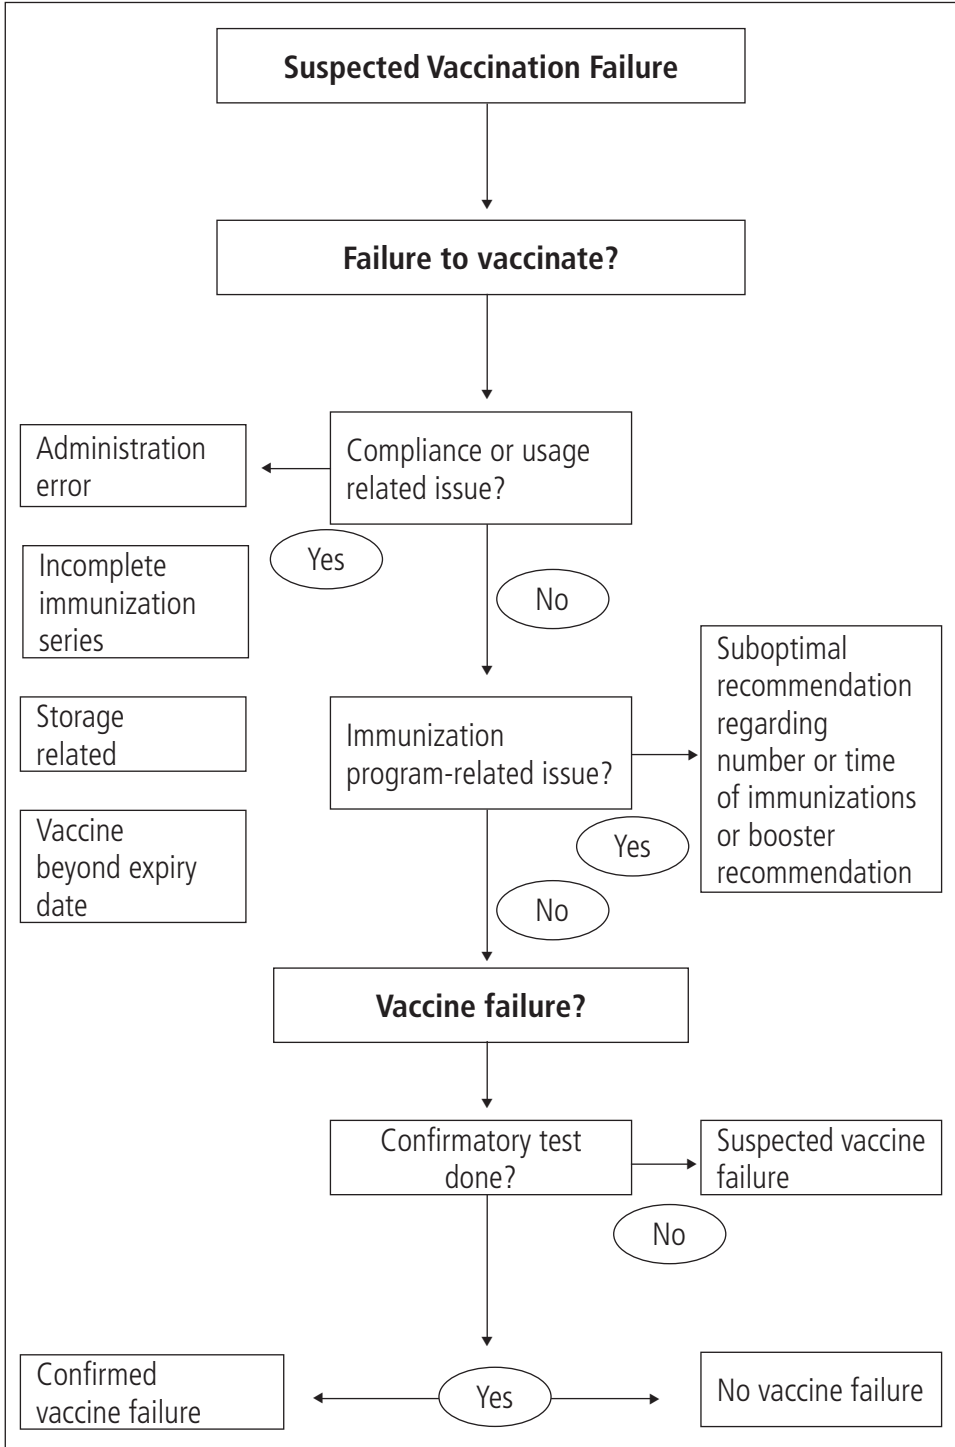 Suspected Vaccination Failure
Failure to vaccinate?
Compliance or usage
related issue?
Administration
error
Yes
Incomplete
immunization
series
No
Storage
related
Immunization
program-related issue?
Suboptimal
recommendation
regarding
number or time
of immunizations
or booster
recommendation
Yes
Vaccine
beyond expiry
date
No
Vaccine failure?
Confirmatory test
done?
Suspected vaccine
failure
No
Confirmed
vaccine failure
Yes
No vaccine failure